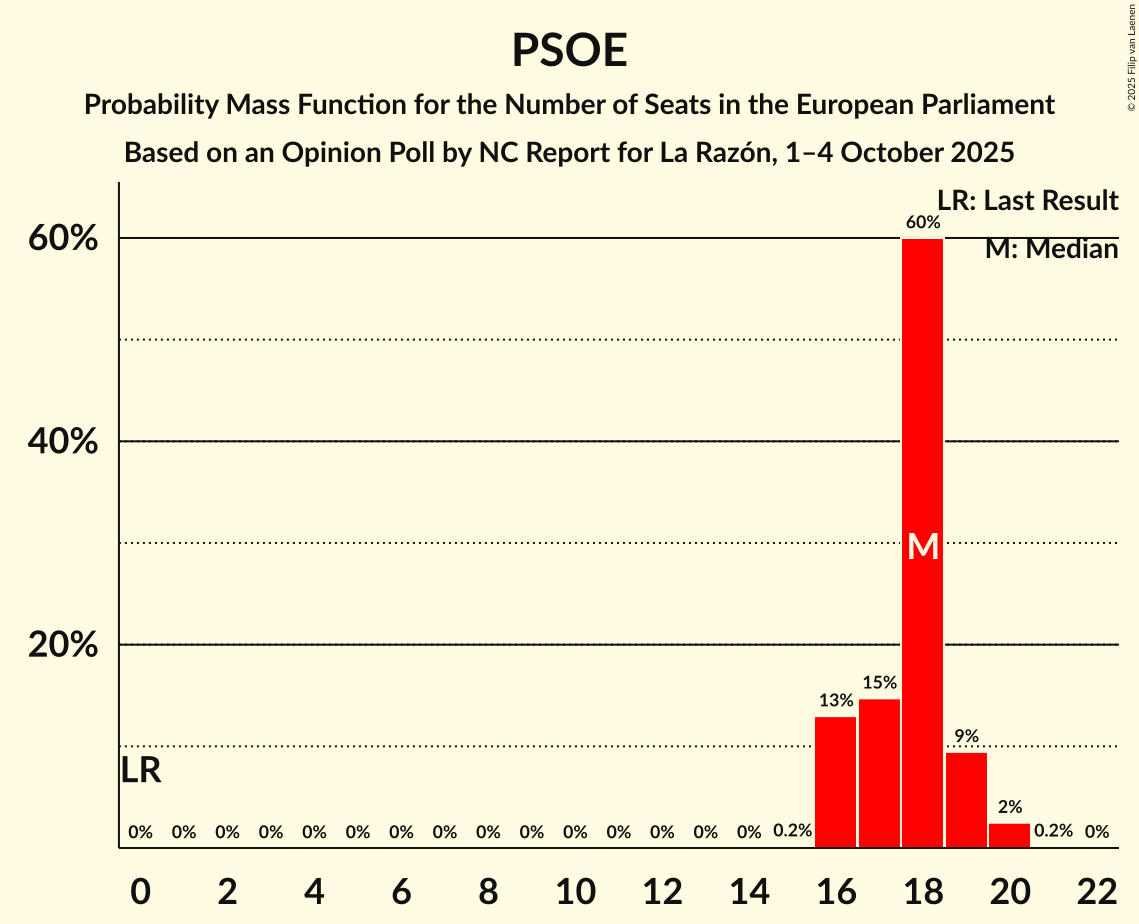 PSOE
Probability Mass Function for the Number of Seats in the European Parliament
Based on an Opinion Poll by NC Report for La Razón, 1–4 October 2025
© 2025 Filip van Laenen
LR: Last Result
M: Median
60%
40%
20%
60%
M
LR
0% 0% 0% 0% 0% 0% 0% 0% 0% 0% 0% 0% 0% 0% 0% 0.2% 13% 15% 9% 2% 0.2% 0%
0 2 4 6 8 10 12 14 16 18 20 22